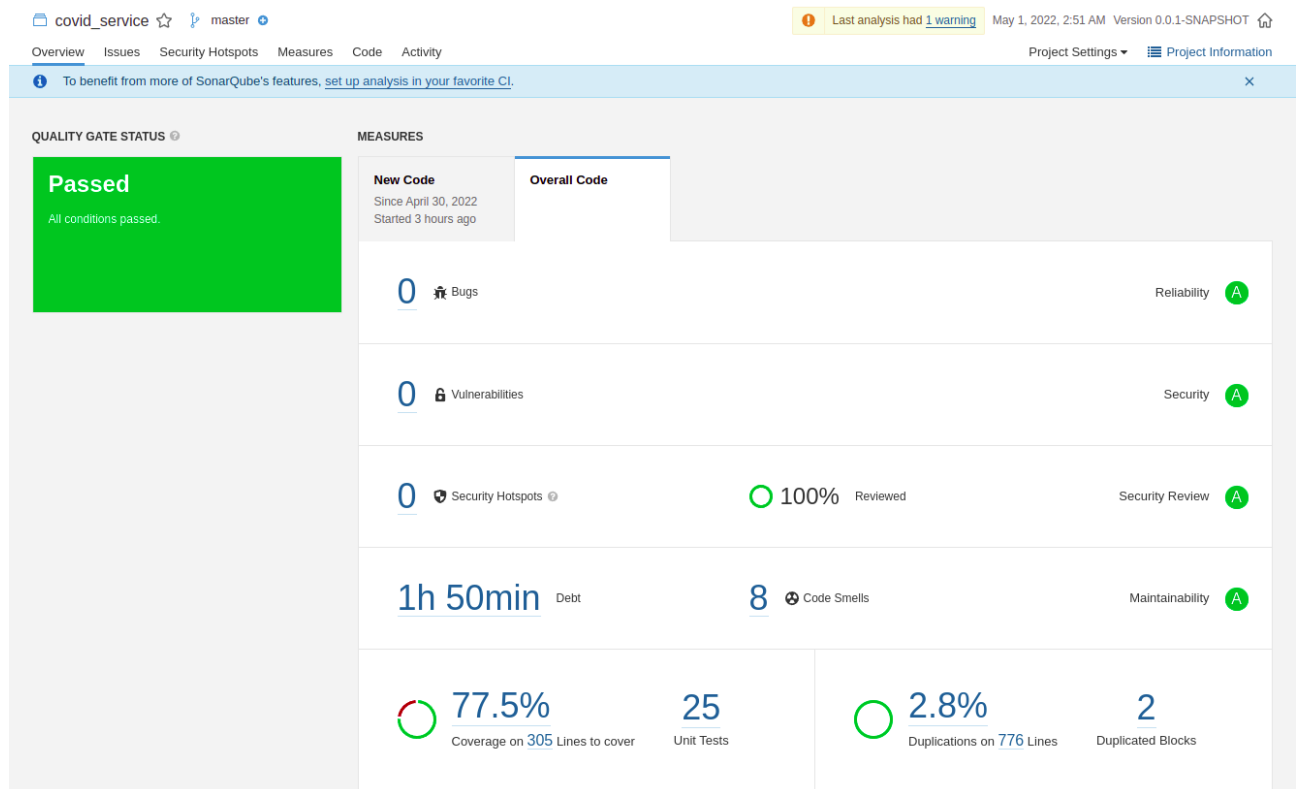 covid_service master
Last analysis had 1 warning May 1, 2022, 2:51 AM Version 0.0.1-SNAPSHOT
Overview Issues Security Hotspots Measures Code Activity
Project Settings Project Information
To benefit from more of SonarQube's features, set up analysis in your favorite CI.
QUALITY GATE STATUS
MEASURES
Passed
All conditions passed.
New Code
Since April 30, 2022
Started 3 hours ago
Overall Code
0 Bugs Reliability A
0 Vulnerabilities Security A
0 Security Hotspots 100% Reviewed Security Review A
1h 50min Debt 8 Code Smells Maintainability A
77.5% 25
Coverage on 305 Lines to cover Unit Tests
2.8% 2
Duplications on 776 Lines Duplicated Blocks